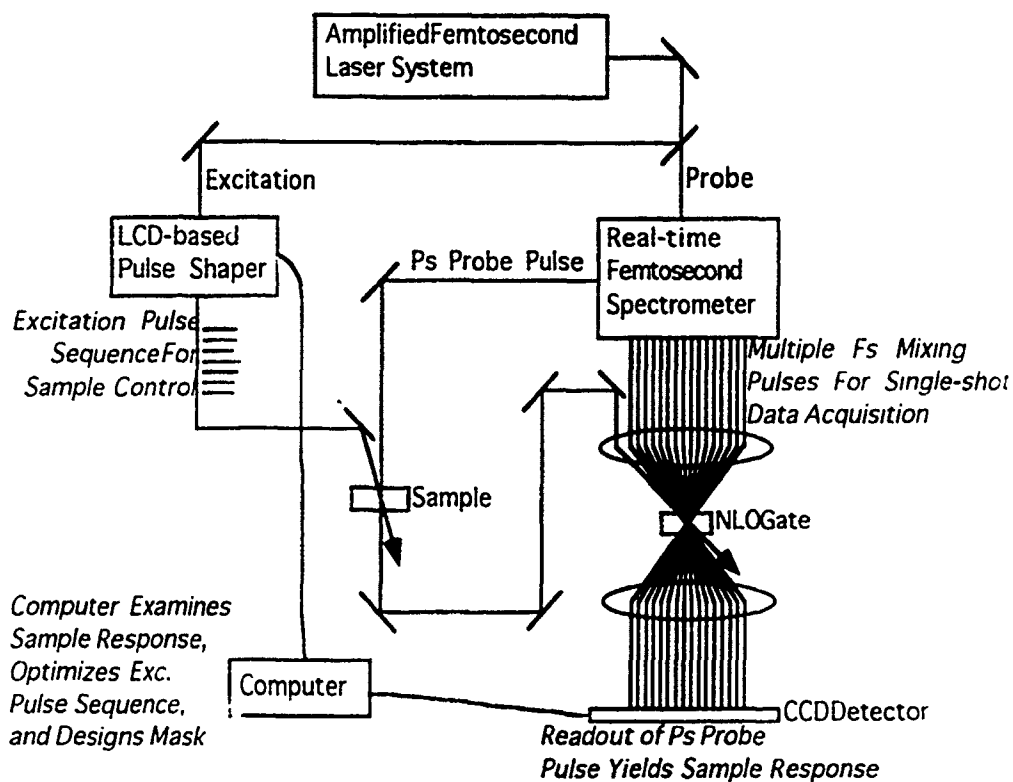 AmplifiedFemtosecond
Laser System
Excitation
Probe
LCD-based
Pulse Shaper
Ps Probe Pulse
Real-time
Femtosecond
Spectrometer
Excitation Pulse
SequenceFor
Sample Control
Multiple Fs Mixing
Pulses For Single-shot
Data Acquisition
Sample
NLOGate
Computer Examines
Sample Response,
Optimizes Exc.
Pulse Sequence,
and Designs Mask
Computer
CCDDetector
Readout of Ps Probe
Pulse Yields Sample Response